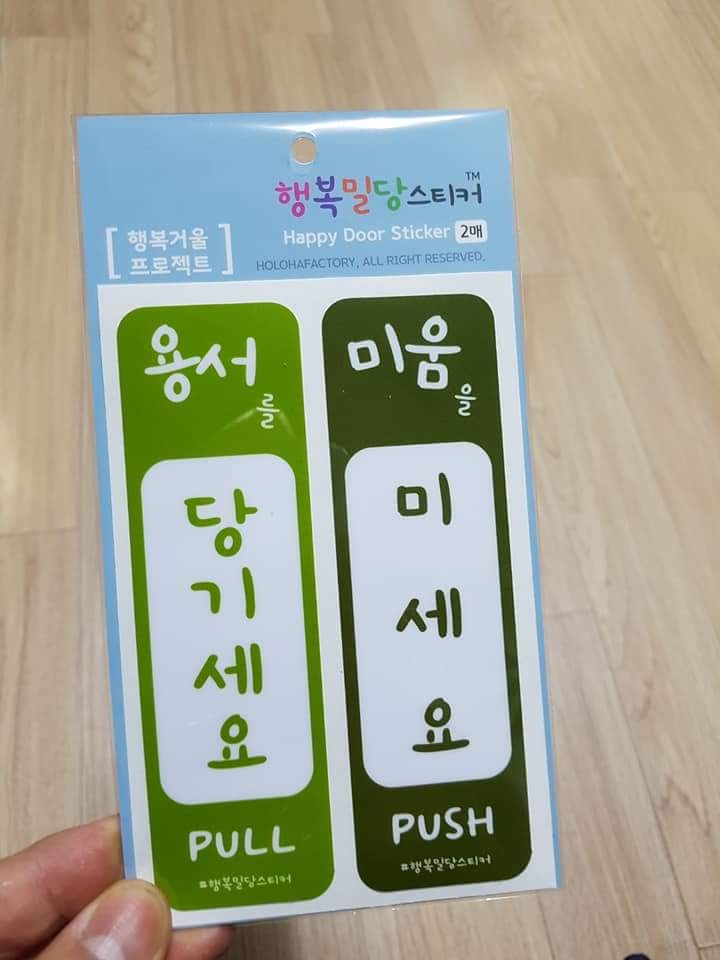 행복밀당스티커™
[행복거울
프로젝트]
Happy Door Sticker 2매
HOLOHAFACTORY, ALL RIGHT RESERVED.
용서를
당
기
세
요
PULL
#행복밀당스티커
미움을
미
세
요
PUSH
#행복밀당스티커